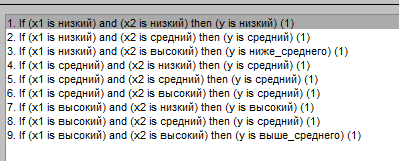 1. If (x1 is низкий) and (x2 is низкий) then (y is низкий) (1)
2. If (x1 is низкий) and (x2 is средний) then (y is средний) (1)
3. If (x1 is низкий) and (x2 is высокий) then (y is ниже_среднего) (1)
4. If (x1 is средний) and (x2 is низкий) then (y is средний) (1)
5. If (x1 is средний) and (x2 is средний) then (y is средний) (1)
6. If (x1 is средний) and (x2 is высокий) then (y is средний) (1)
7. If (x1 is высокий) and (x2 is низкий) then (y is высокий) (1)
8. If (x1 is высокий) and (x2 is средний) then (y is средний) (1)
9. If (x1 is высокий) and (x2 is высокий) then (y is выше_среднего) (1)